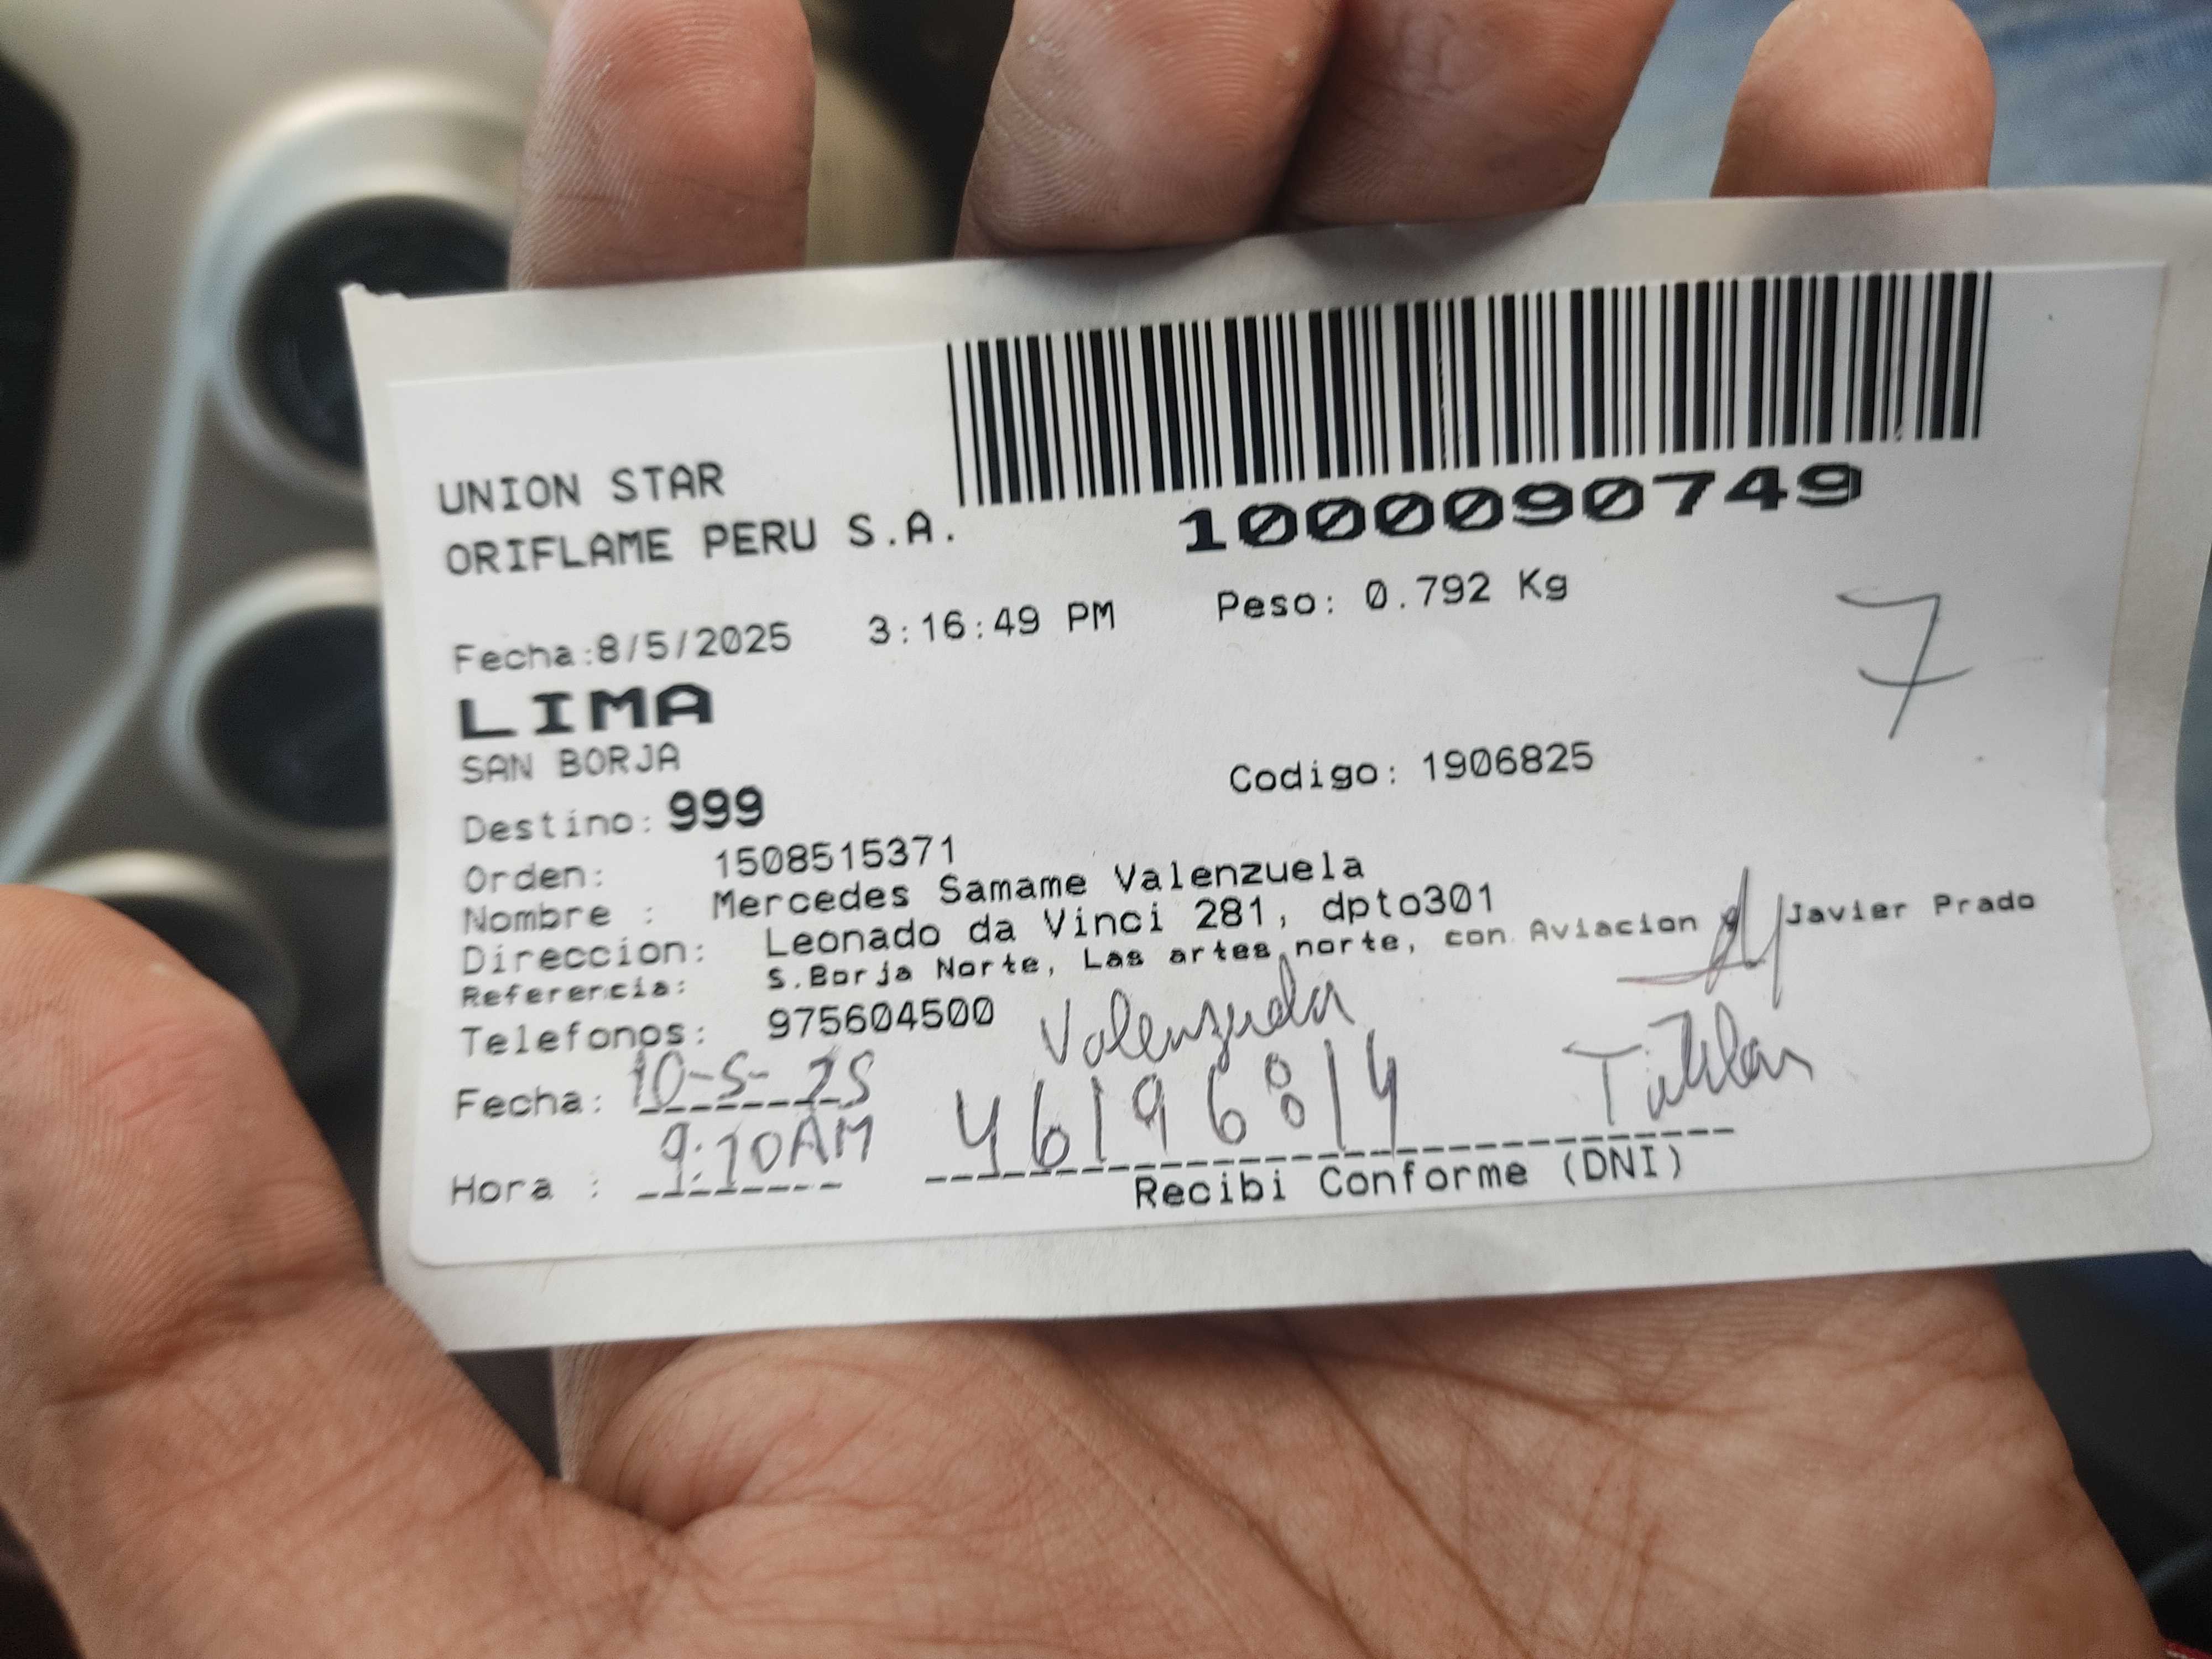 UNION STAR
ORIFLAME PERU S.A.
1000090749
Fecha:8/5/2025 3:16:49 PM Peso: 0.792 Kg
7
LIMA
SAN BORJA
Destino: 999 Codigo: 1906825
Orden: 1508515371
Nombre : Mercedes Samame Valenzuela
Direccion: Leonado da Vinci 281, dpto301
Referencia: S.Borja Norte, Las artes norte, con Aviacion y Javier Prado
Telefonos: 975604500
Valenzuela
Fecha: 10-5-25
46196814
Hora : 9:10AM
Recibi Conforme (DNI)